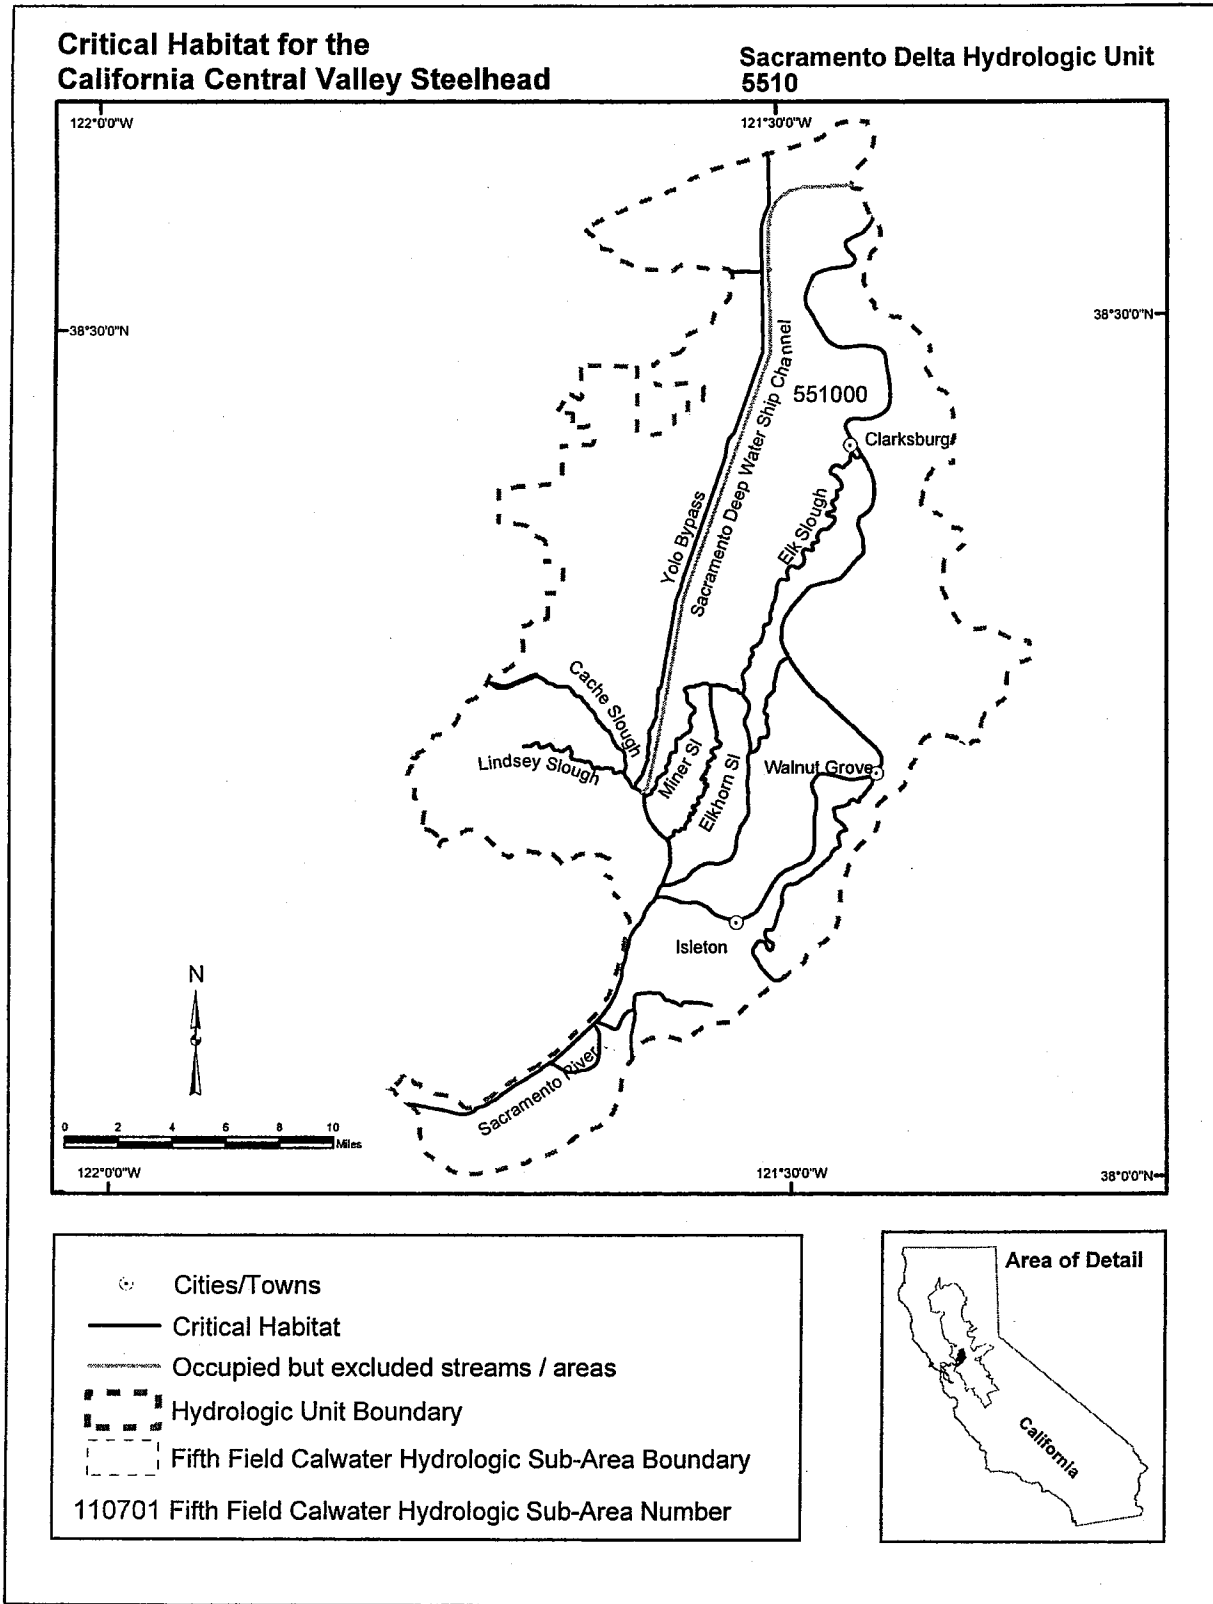 Critical Habitat for the
California Central Valley Steelhead
Sacramento Delta Hydrologic Unit
5510
122°0'0"W
121°30'0"W
38°30'0"N
38°30'0"N
551000
Clarksburg
Sacramento Deep Water Ship Channel
Yolo Bypass
Elk Slough
Cache Slough
Lindsey Slough
Miner Sl
Elkhorn Sl
Walnut Grove
Isleton
N
Sacramento River
0 2 4 6 8 10
Miles
122°0'0"W
121°30'0"W
38°0'0"N
Cities/Towns
Critical Habitat
Occupied but excluded streams / areas
Hydrologic Unit Boundary
Fifth Field Calwater Hydrologic Sub-Area Boundary
110701 Fifth Field Calwater Hydrologic Sub-Area Number
Area of Detail
California